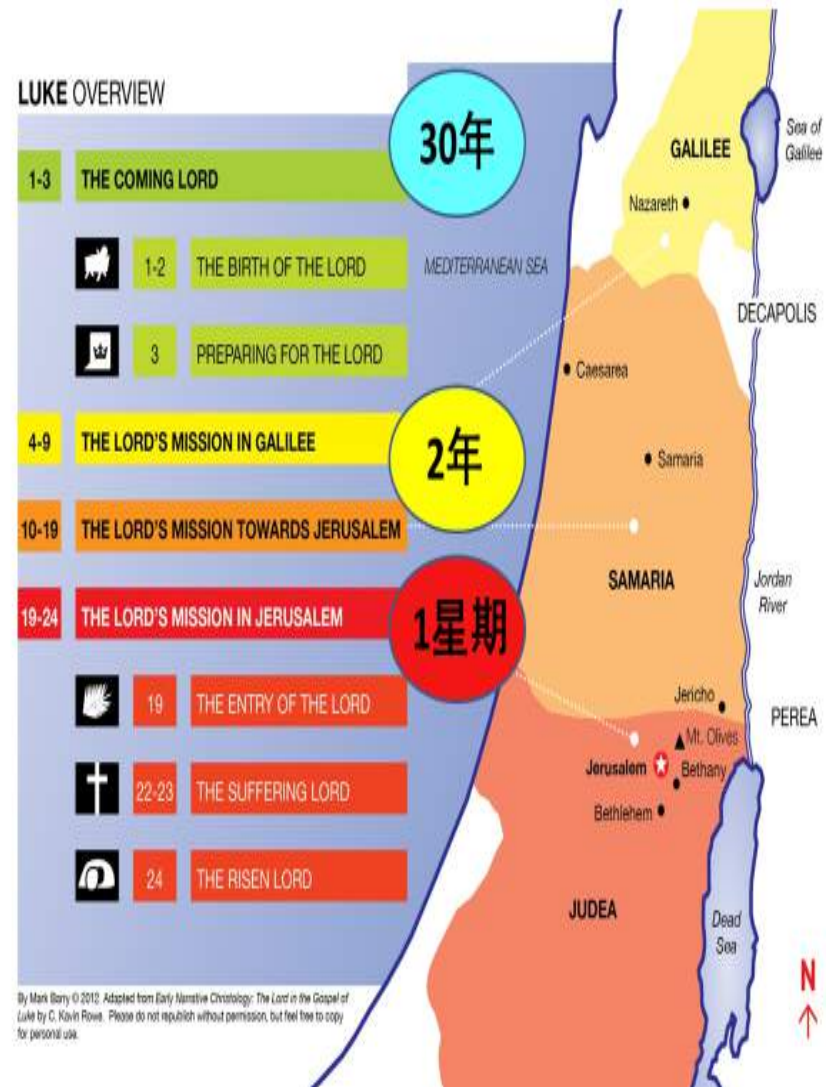 LUKE OVERVIEW
30年
1-3 THE COMING LORD
1-2 THE BIRTH OF THE LORD
3 PREPARING FOR THE LORD
4-9 THE LORD'S MISSION IN GALILEE
2年
10-19 THE LORD'S MISSION TOWARDS JERUSALEM
19-24 THE LORD'S MISSION IN JERUSALEM
1星期
19 THE ENTRY OF THE LORD
22-23 THE SUFFERING LORD
24 THE RISEN LORD
By Mark Barry © 2012. Adapted from Early Narrative Christology: The Lord in the Gospel of
Luke by C. Kavin Rowe. Please do not republish without permission, but feel free to copy
for personal use.
GALILEE
Sea of
Galilee
Nazareth
MEDITERRANEAN SEA
DECAPOLIS
Caesarea
Samaria
SAMARIA
Jordan
River
Jericho
PEREA
Mt. Olives
Jerusalem
Bethany
Bethlehem
JUDEA
Dead
Sea
N